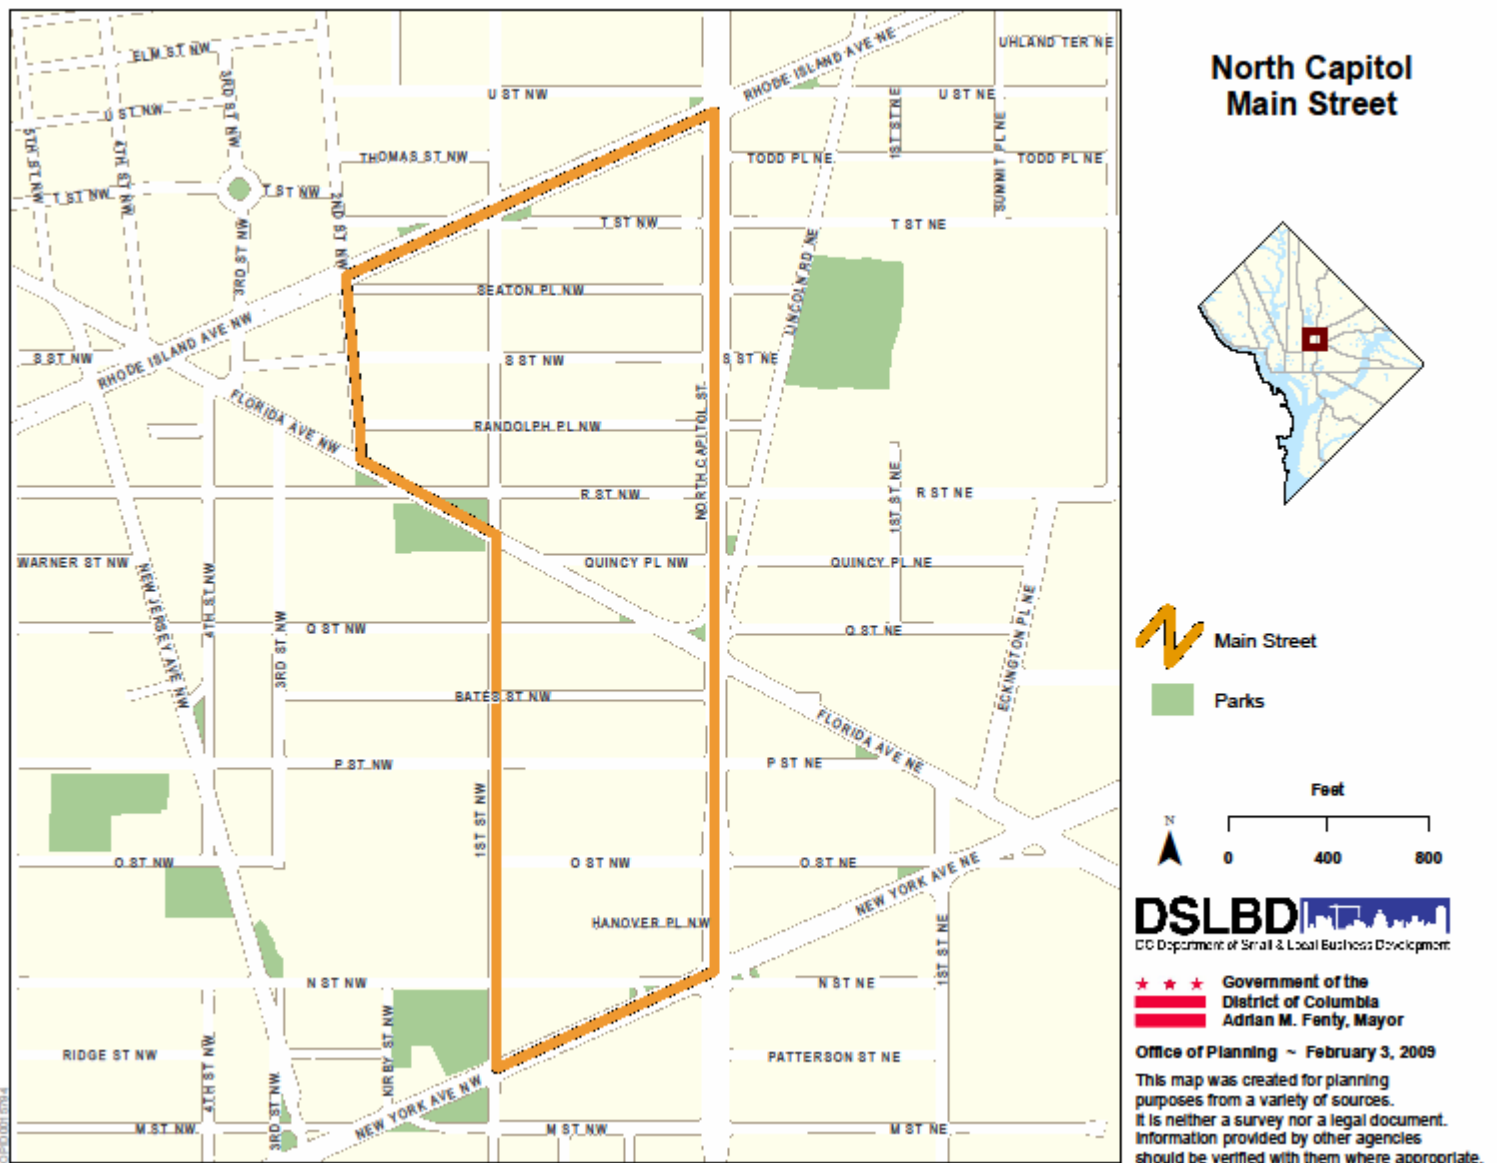 North Capitol
Main Street
ELM ST NW
UHLAND TER NE
RHODE ISLAND AVE NE
3RD ST NW
U ST NW
U ST NE
U ST NW
1ST ST NE
SUMMIT PL NE
5TH ST NW
4TH ST NW
THOMAS ST NW
TODD PL NE
TODD PL NE
T ST NW
T ST NW
2ND ST NW
T ST NW
T ST NE
3RD ST NW
LINCOLN RD NE
SEATON PL NW
RHODE ISLAND AVE NW
S ST NW
S ST NW
S ST NE
FLORIDA AVE NW
RANDOLPH PL NW
NORTH CAPITOL ST
R ST NW
1ST ST NE
R ST NE
WARNER ST NW
NEW JERSEY AVE NW
4TH ST NW
QUINCY PL NW
QUINCY PL NE
ECKINGTON PL NE
3RD ST NW
Q ST NW
Q ST NE
BATES ST NW
FLORIDA AVE NE
P ST NW
P ST NE
1ST ST NW
O ST NW
O ST NW
O ST NE
NEW YORK AVE NE
HANOVER PL NW
1ST ST NE
N ST NW
N ST NE
4TH ST NW
KIRBY ST NW
RIDGE ST NW
PATTERSON ST NE
3RD ST NW
NEW YORK AVE NW
M ST NW
M ST NW
M ST NE
Main Street
Parks
Feet
N
0 400 800
DSLBD
DC Department of Small & Local Business Development
Government of the
District of Columbia
Adrian M. Fenty, Mayor
Office of Planning ~ February 3, 2009
This map was created for planning
purposes from a variety of sources.
It is neither a survey nor a legal document.
Information provided by other agencies
should be verified with them where appropriate.